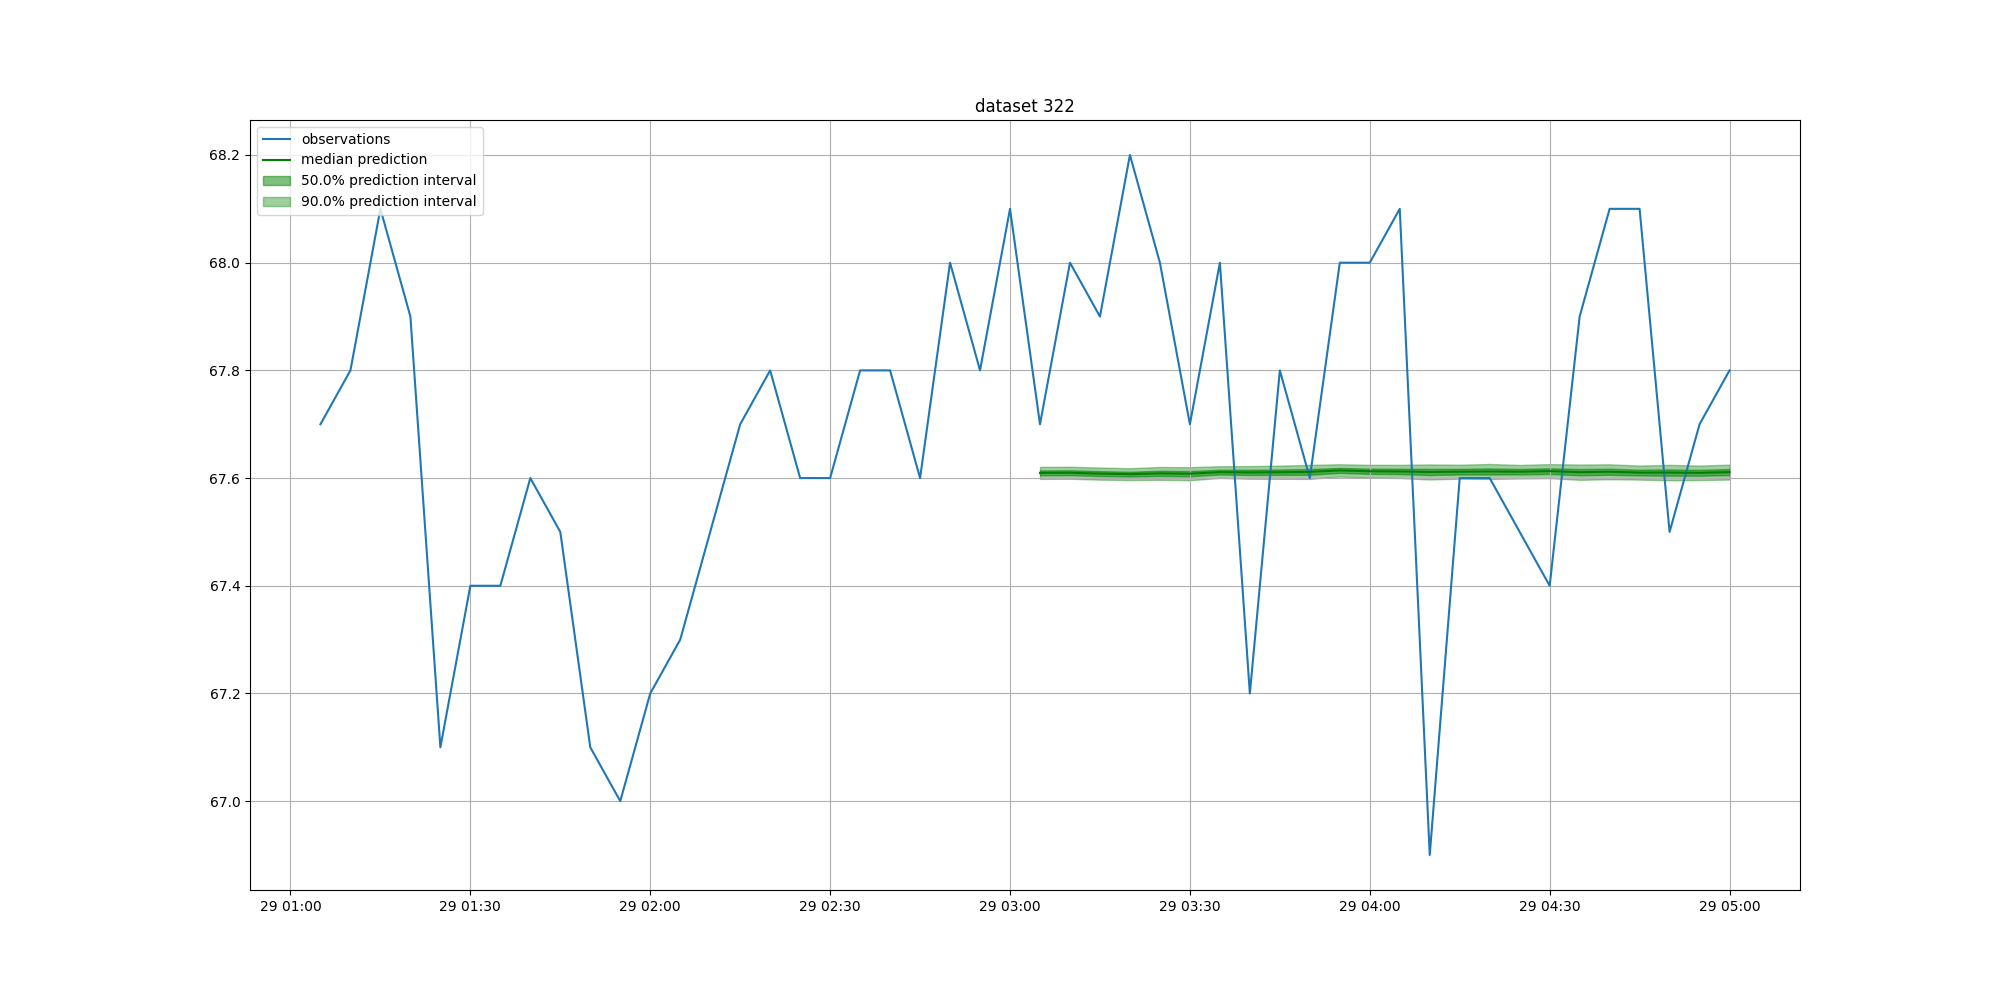 dataset 322
observations
median prediction
50.0% prediction interval
90.0% prediction interval
68.2
68.0
67.8
67.6
67.4
67.2
67.0
29 01:00 29 01:30 29 02:00 29 02:30 29 03:00 29 03:30 29 04:00 29 04:30 29 05:00